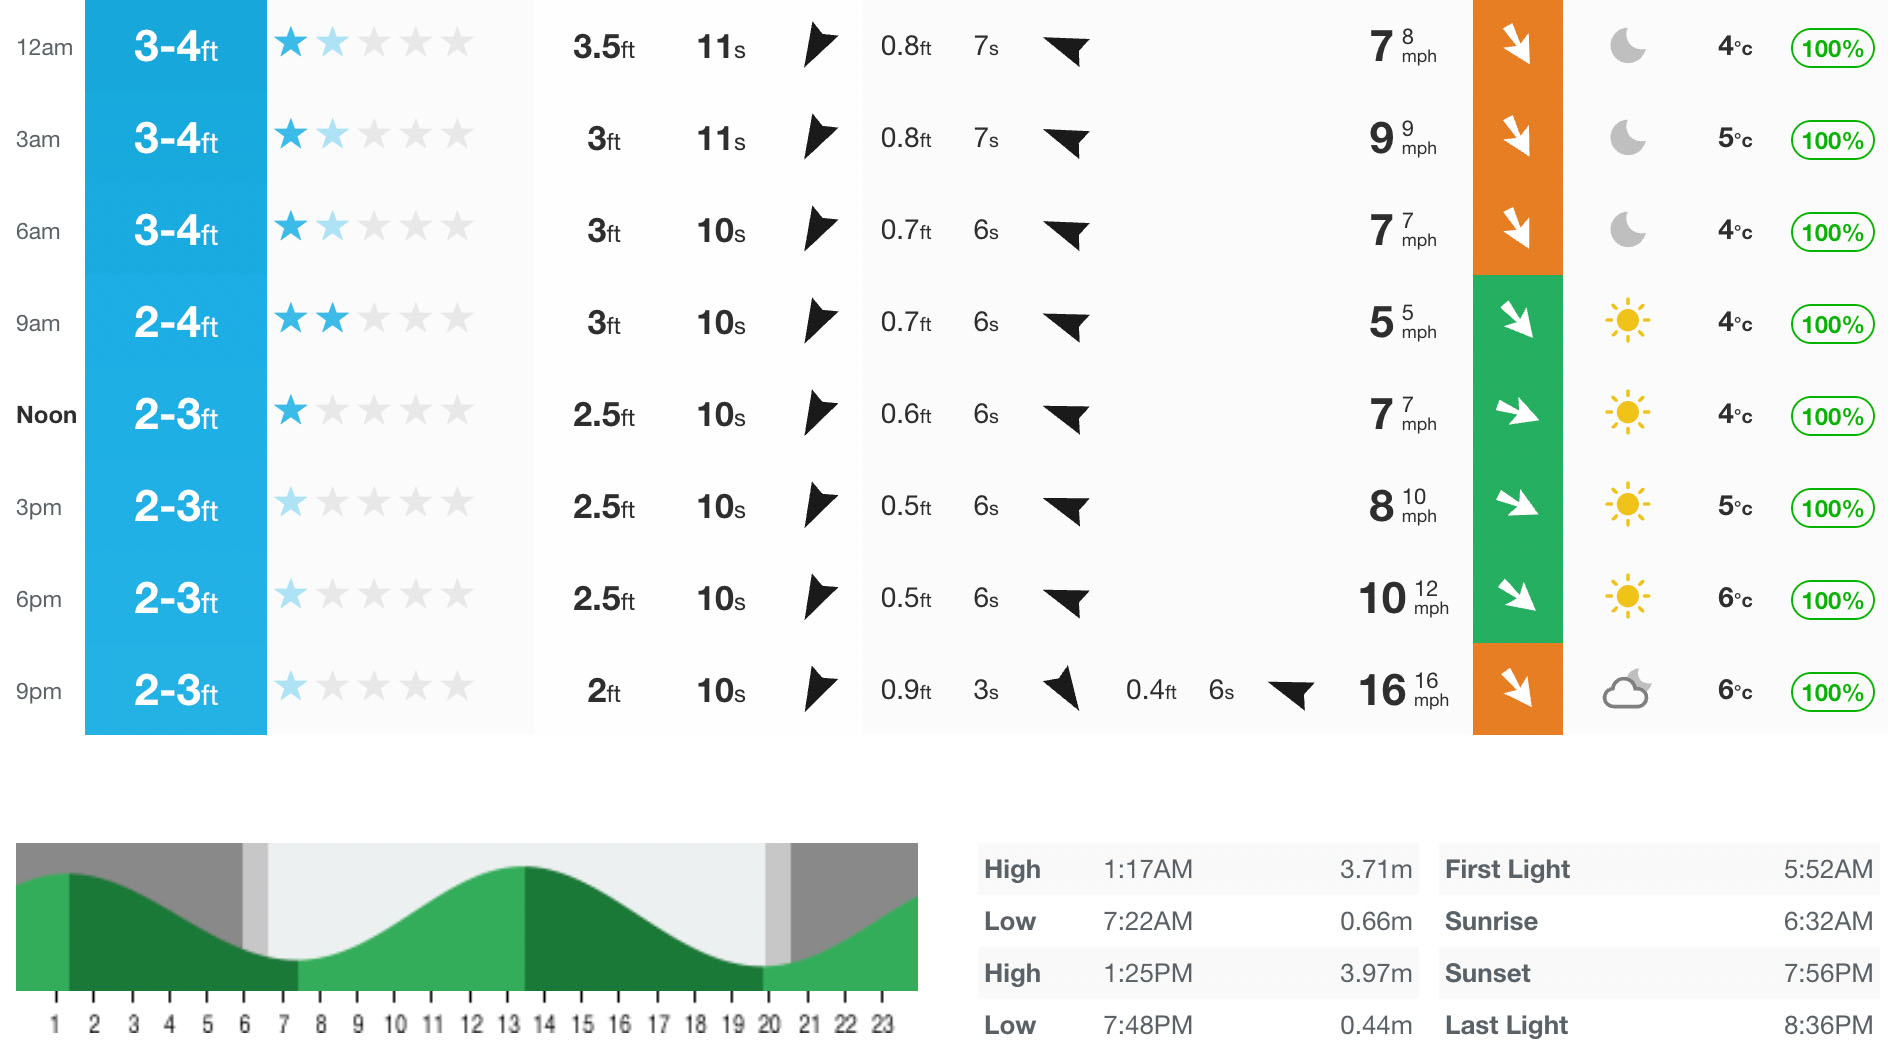 12am 3-4ft 3.5ft 11s 0.8ft 7s 7 8 mph 4°c 100%
3am 3-4ft 3ft 11s 0.8ft 7s 9 9 mph 5°c 100%
6am 3-4ft 3ft 10s 0.7ft 6s 7 7 mph 4°c 100%
9am 2-4ft 3ft 10s 0.7ft 6s 5 5 mph 4°c 100%
Noon 2-3ft 2.5ft 10s 0.6ft 6s 7 7 mph 4°c 100%
3pm 2-3ft 2.5ft 10s 0.5ft 6s 8 10 mph 5°c 100%
6pm 2-3ft 2.5ft 10s 0.5ft 6s 10 12 mph 6°c 100%
9pm 2-3ft 2ft 10s 0.9ft 3s 0.4ft 6s 16 16 mph 6°c 100%
High 1:17AM 3.71m First Light 5:52AM
Low 7:22AM 0.66m Sunrise 6:32AM
High 1:25PM 3.97m Sunset 7:56PM
Low 7:48PM 0.44m Last Light 8:36PM
1 2 3 4 5 6 7 8 9 10 11 12 13 14 15 16 17 18 19 20 21 22 23